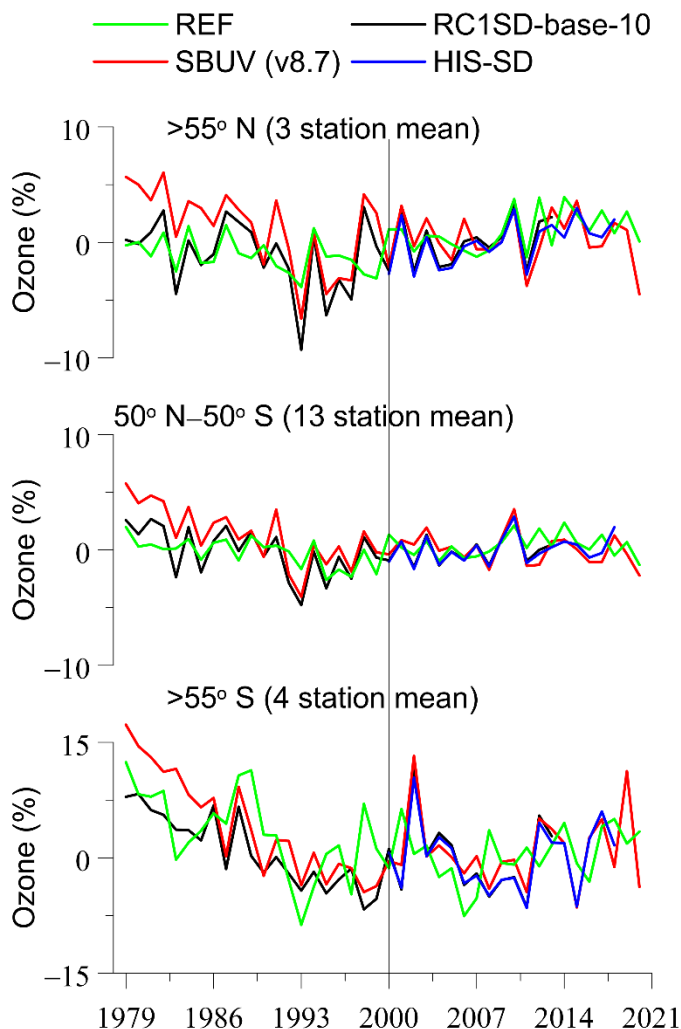 REF RC1SD-base-10
SBUV (v8.7) HIS-SD
>55° N (3 station mean)
10
0
–10
Ozone (%)
50° N–50° S (13 station mean)
10
0
–10
Ozone (%)
>55° S (4 station mean)
15
0
–15
Ozone (%)
1979 1986 1993 2000 2007 2014 2021